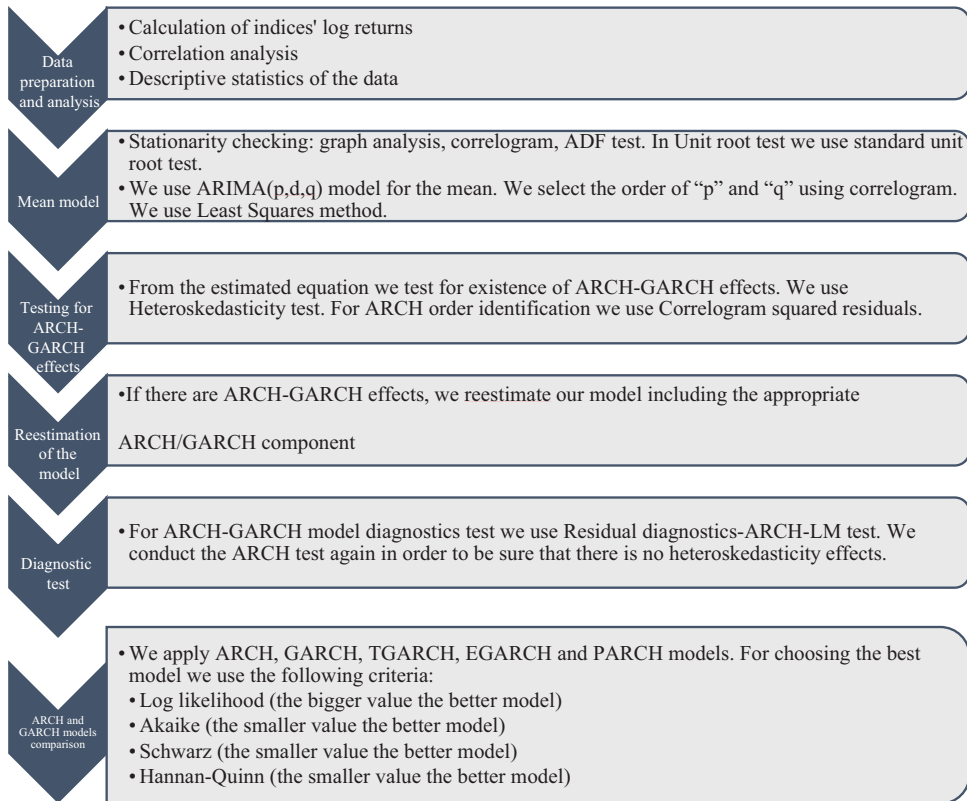 Data
preparation
and analysis
• Calculation of indices' log returns
• Correlation analysis
• Descriptive statistics of the data
Mean model
• Stationarity checking: graph analysis, correlogram, ADF test. In Unit root test we use standard unit
root test.
• We use ARIMA(p,d,q) model for the mean. We select the order of “p” and “q” using correlogram.
We use Least Squares method.
Testing for
ARCH-
GARCH
effects
• From the estimated equation we test for existence of ARCH-GARCH effects. We use
Heteroskedasticity test. For ARCH order identification we use Correlogram squared residuals.
Reestimation
of the
model
•If there are ARCH-GARCH effects, we reestimate our model including the appropriate
ARCH/GARCH component
Diagnostic
test
• For ARCH-GARCH model diagnostics test we use Residual diagnostics-ARCH-LM test. We
conduct the ARCH test again in order to be sure that there is no heteroskedasticity effects.
ARCH and
GARCH models
comparison
• We apply ARCH, GARCH, TGARCH, EGARCH and PARCH models. For choosing the best
model we use the following criteria:
• Log likelihood (the bigger value the better model)
• Akaike (the smaller value the better model)
• Schwarz (the smaller value the better model)
• Hannan-Quinn (the smaller value the better model)